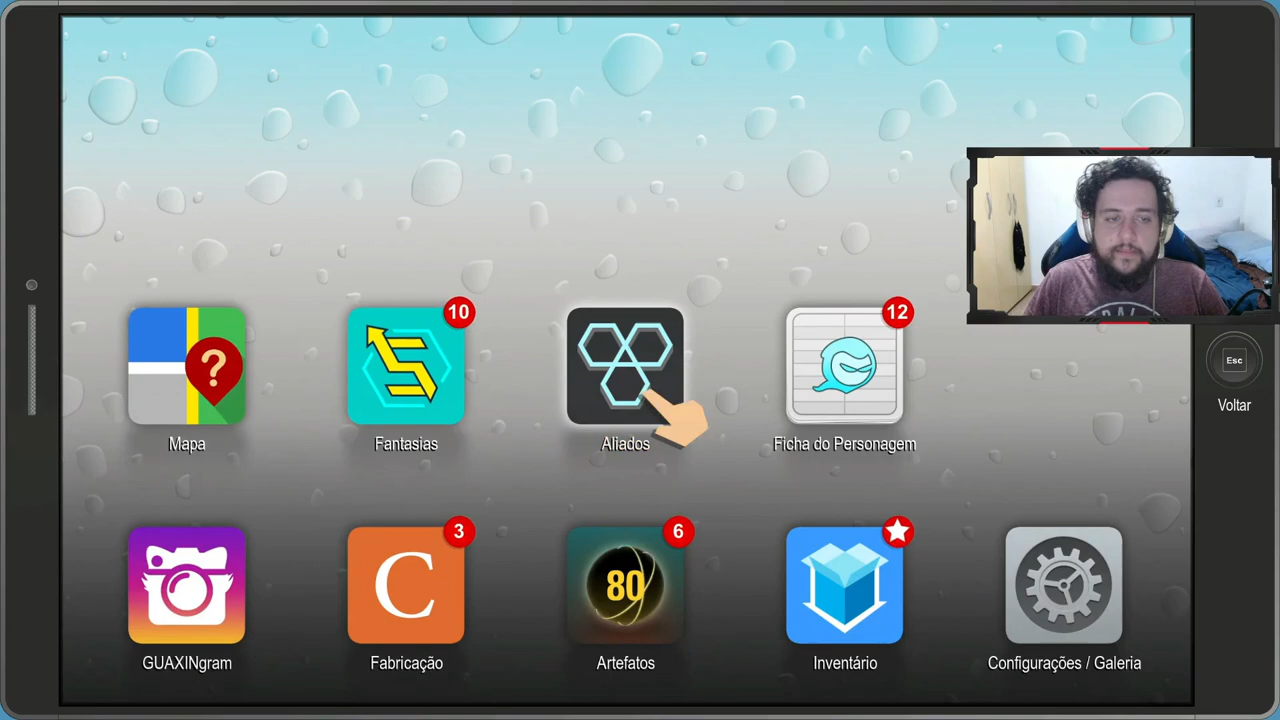 10
12
?
Esc
Voltar
Mapa
Fantasias
Aliados
Ficha do Personagem
3
6
C
80
GUAXINgram
Fabricação
Artefatos
Inventário
Configurações / Galeria